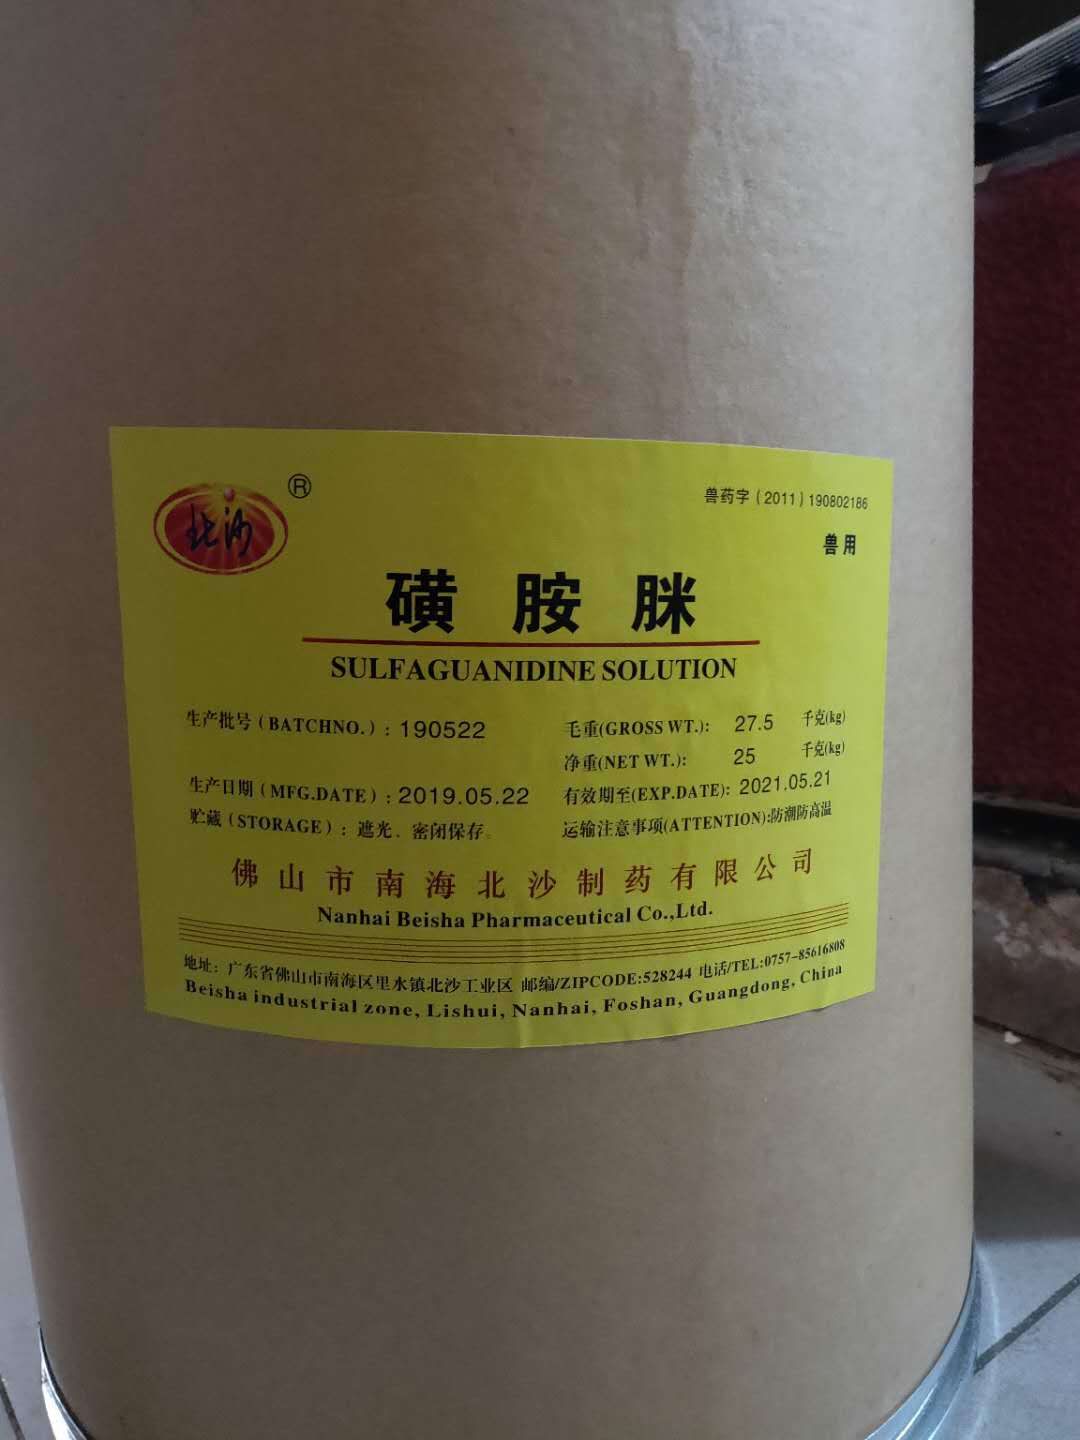 北沙 ®
兽药字（2011）190802186
兽用
磺胺脒
SULFAGUANIDINE SOLUTION
生产批号（BATCHNO.）: 190522
毛重(GROSS WT.): 27.5 千克(kg)
净重(NET WT.): 25 千克(kg)
生产日期（MFG.DATE）: 2019.05.22
有效期至(EXP.DATE): 2021.05.21
贮藏（STORAGE）: 遮光、密闭保存。
运输注意事项(ATTENTION):防潮防高温
佛山市南海北沙制药有限公司
Nanhai Beisha Pharmaceutical Co.,Ltd.
地址：广东省佛山市南海区里水镇北沙工业区 邮编/ZIPCODE:528244 电话/TEL:0757-85616808
Beisha industrial zone, Lishui, Nanhai, Foshan, Guangdong, China